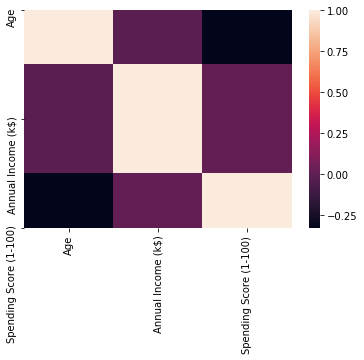 Age
Annual Income (k$)
Spending Score (1-100)
Age
Annual Income (k$)
Spending Score (1-100)
1.00
0.75
0.50
0.25
0.00
−0.25